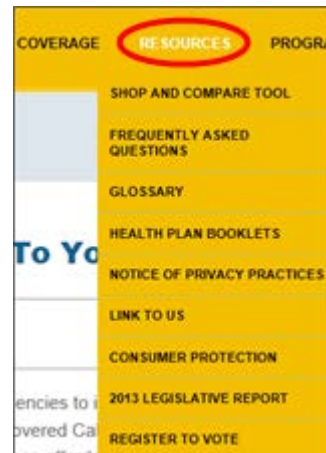 COVERAGE RESOURCES PROGRA
SHOP AND COMPARE TOOL
FREQUENTLY ASKED
QUESTIONS
GLOSSARY
HEALTH PLAN BOOKLETS
To Yo
NOTICE OF PRIVACY PRACTICES
LINK TO US
CONSUMER PROTECTION
encies to i
2013 LEGISLATIVE REPORT
overed Cal
REGISTER TO VOTE